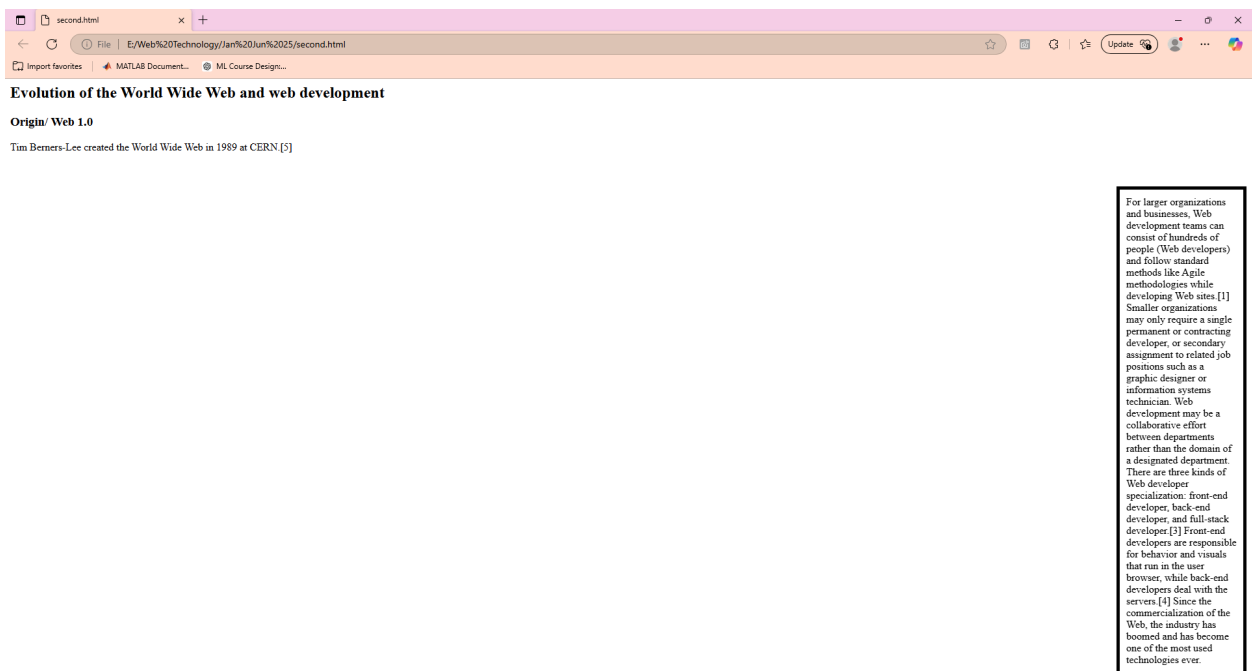 second.html
File
E:/Web%20Technology/Jan%20Jun%2025/second.html
Update
Import favorites
MATLAB Document...
ML Course Design:...
Evolution of the World Wide Web and web development
Origin/ Web 1.0
Tim Berners-Lee created the World Wide Web in 1989 at CERN.[5]
For larger organizations
and businesses, Web
development teams can
consist of hundreds of
people (Web developers)
and follow standard
methods like Agile
methodologies while
developing Web sites.[1]
Smaller organizations
may only require a single
permanent or contracting
developer, or secondary
assignment to related job
positions such as a
graphic designer or
information systems
technician. Web
development may be a
collaborative effort
between departments
rather than the domain of
a designated department.
There are three kinds of
Web developer
specialization: front-end
developer, back-end
developer, and full-stack
developer.[3] Front-end
developers are responsible
for behavior and visuals
that run in the user
browser, while back-end
developers deal with the
servers.[4] Since the
commercialization of the
Web, the industry has
boomed and has become
one of the most used
technologies ever.